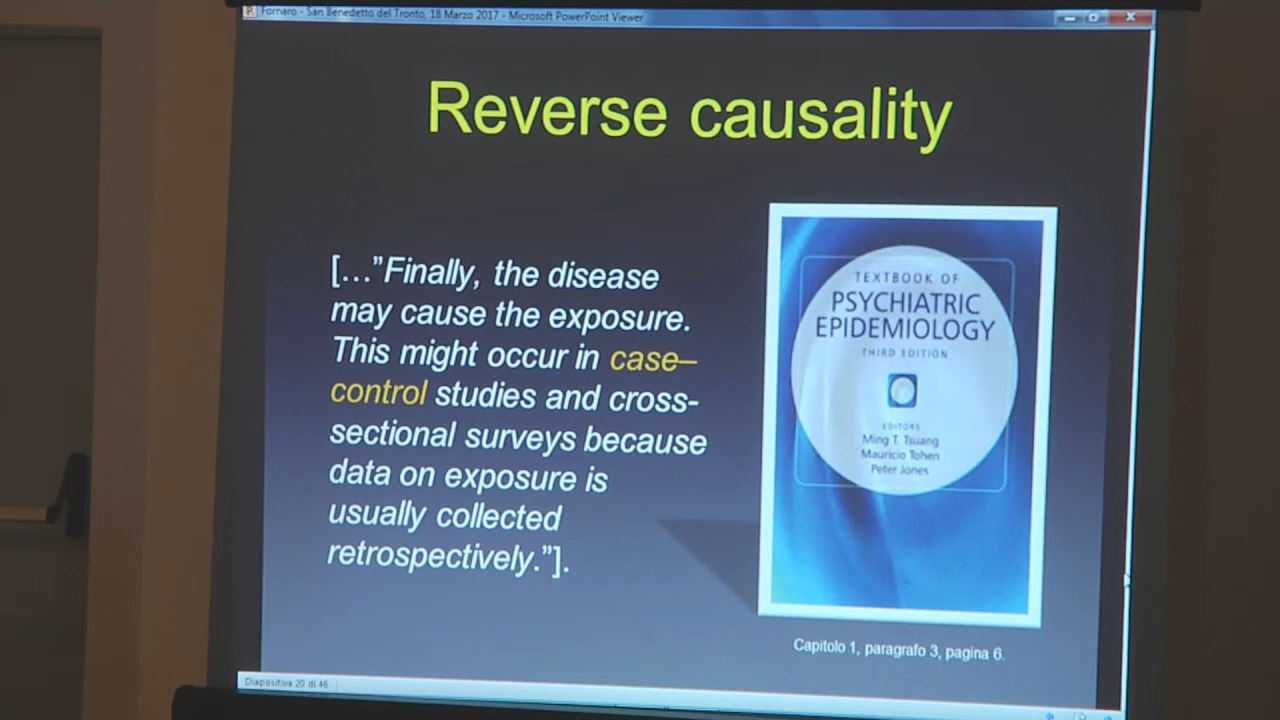 Fornaro - San Benedetto del Tronto, 18 Marzo 2017 - Microsoft PowerPoint Viewer
Reverse causality
[…”Finally, the disease
may cause the exposure.
This might occur in case–
control studies and cross-
sectional surveys because
data on exposure is
usually collected
retrospectively.”].
TEXTBOOK OF
PSYCHIATRIC
EPIDEMIOLOGY
THIRD EDITION
EDITORS
Ming T. Tsuang
Mauricio Tohen
Peter Jones
Capitolo 1, paragrafo 3, pagina 6.
Diapositiva 20 di 46